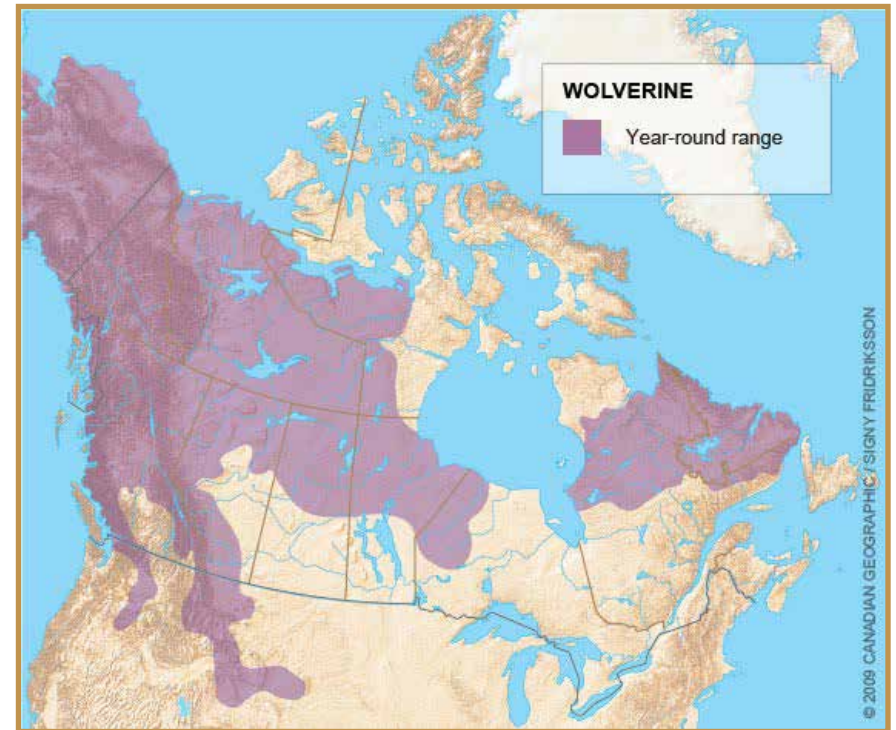 WOLVERINE
Year-round range
© 2009 CANADIAN GEOGRAPHIC / SIGNY FRIDRIKSSON